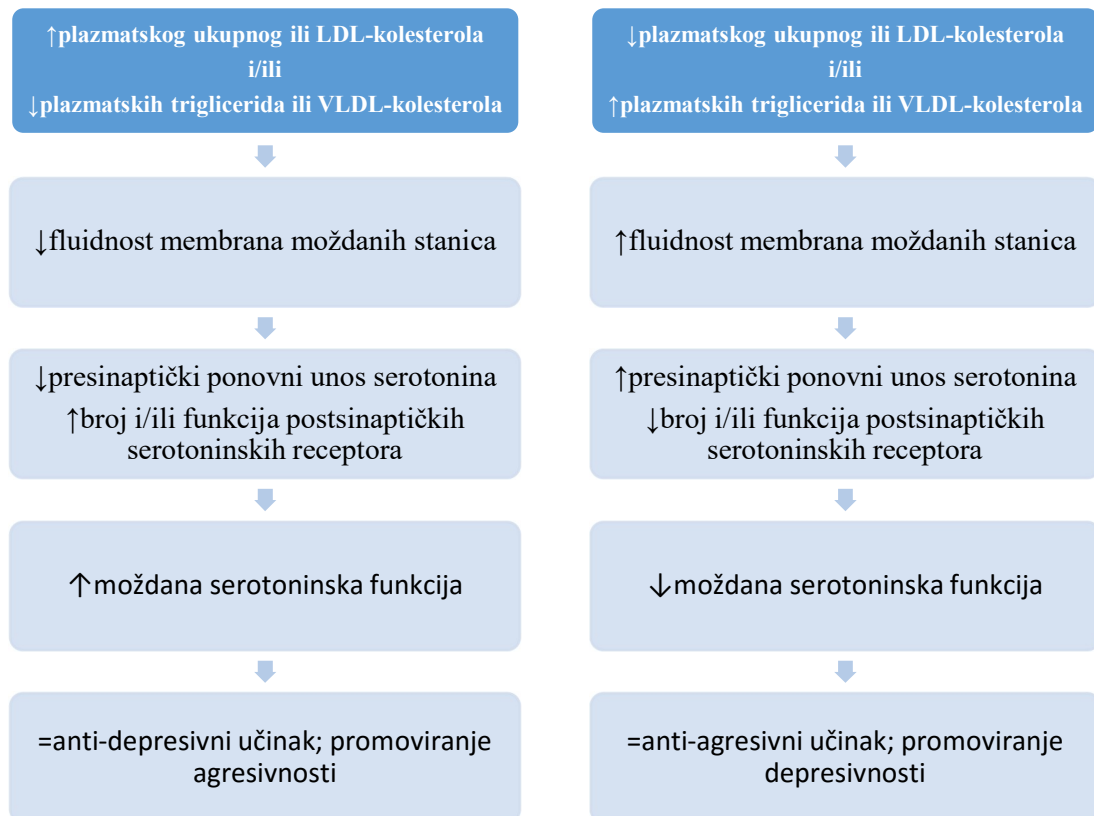 ↑plazmatskog ukupnog ili LDL-kolesterola
i/ili
↓plazmatskih triglicerida ili VLDL-kolesterola
↓fluidnost membrana moždanih stanica
↓presinaptički ponovni unos serotonina
↑broj i/ili funkcija postsinaptičkih
serotoninskih receptora
↑moždana serotoninska funkcija
=anti-depresivni učinak; promoviranje
agresivnosti
↓plazmatskog ukupnog ili LDL-kolesterola
i/ili
↑plazmatskih triglicerida ili VLDL-kolesterola
↑fluidnost membrana moždanih stanica
↑presinaptički ponovni unos serotonina
↓broj i/ili funkcija postsinaptičkih
serotoninskih receptora
↓moždana serotoninska funkcija
=anti-agresivni učinak; promoviranje
depresivnosti